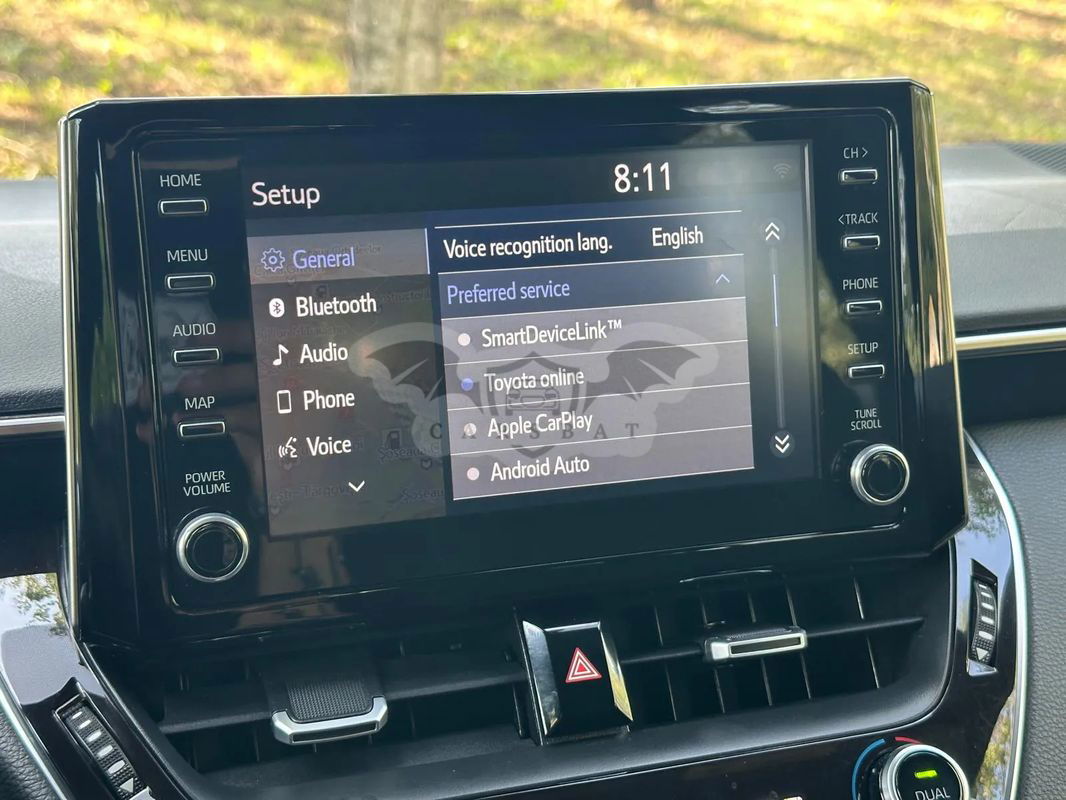 HOME
MENU
AUDIO
MAP
POWER
VOLUME
Setup
8:11
General
Bluetooth
Audio
Phone
Voice
Voice recognition lang. English
Preferred service
SmartDeviceLink™
Toyota online
Apple CarPlay
Android Auto
CARSBAT
CH >
< TRACK
PHONE
SETUP
TUNE
SCROLL
DUAL